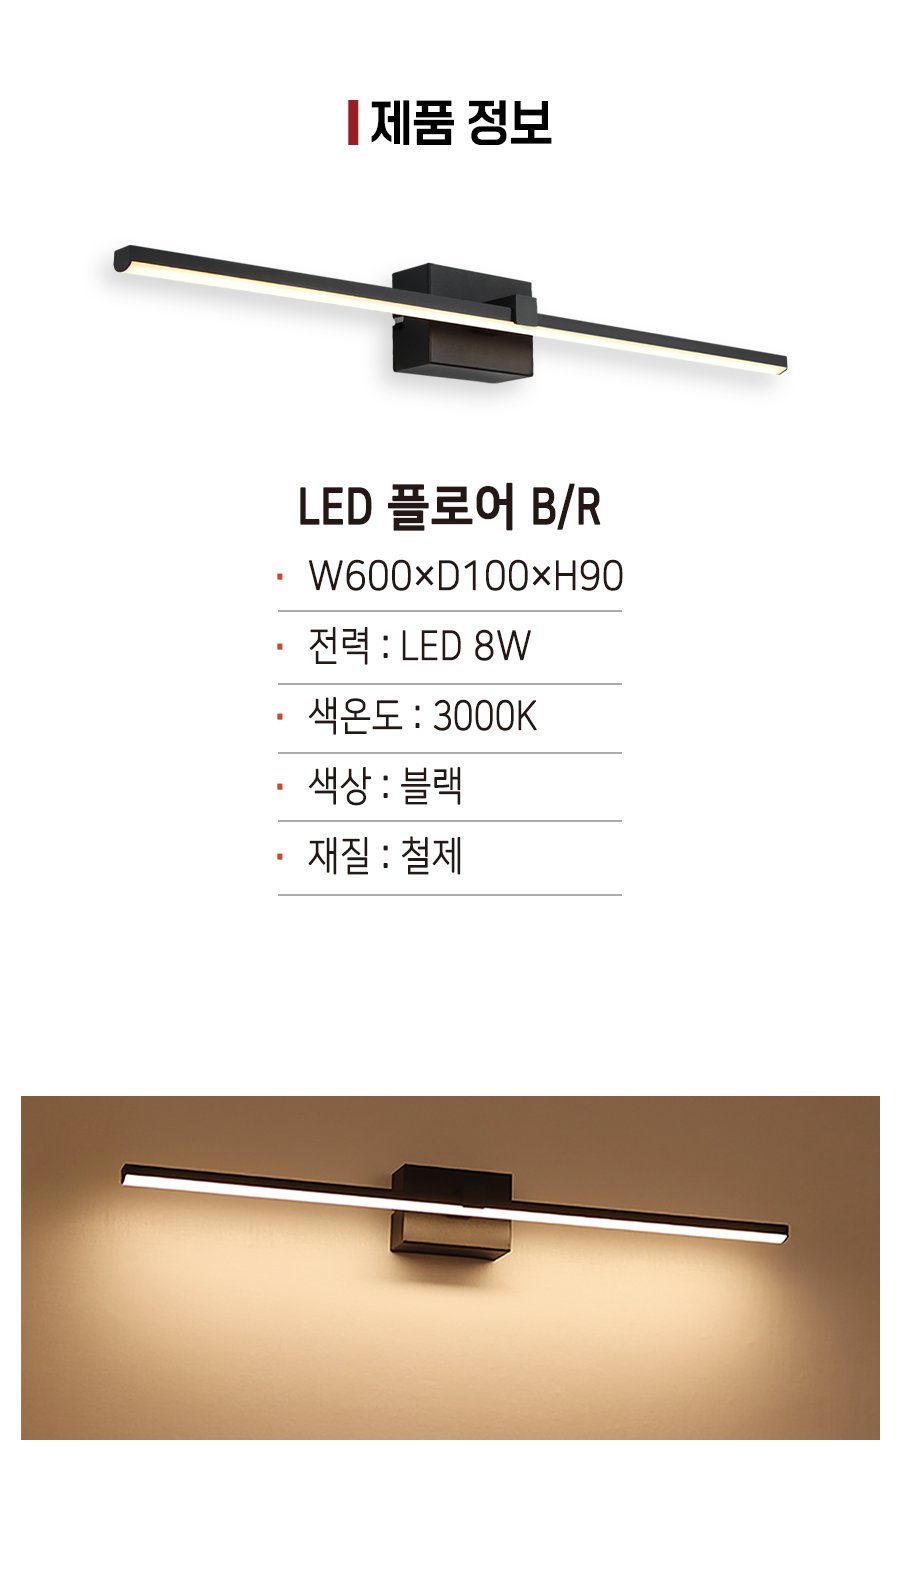 제품 정보
LED 플로어 B/R
· W600×D100×H90
· 전력 : LED 8W
· 색온도 : 3000K
· 색상 : 블랙
· 재질 : 철제